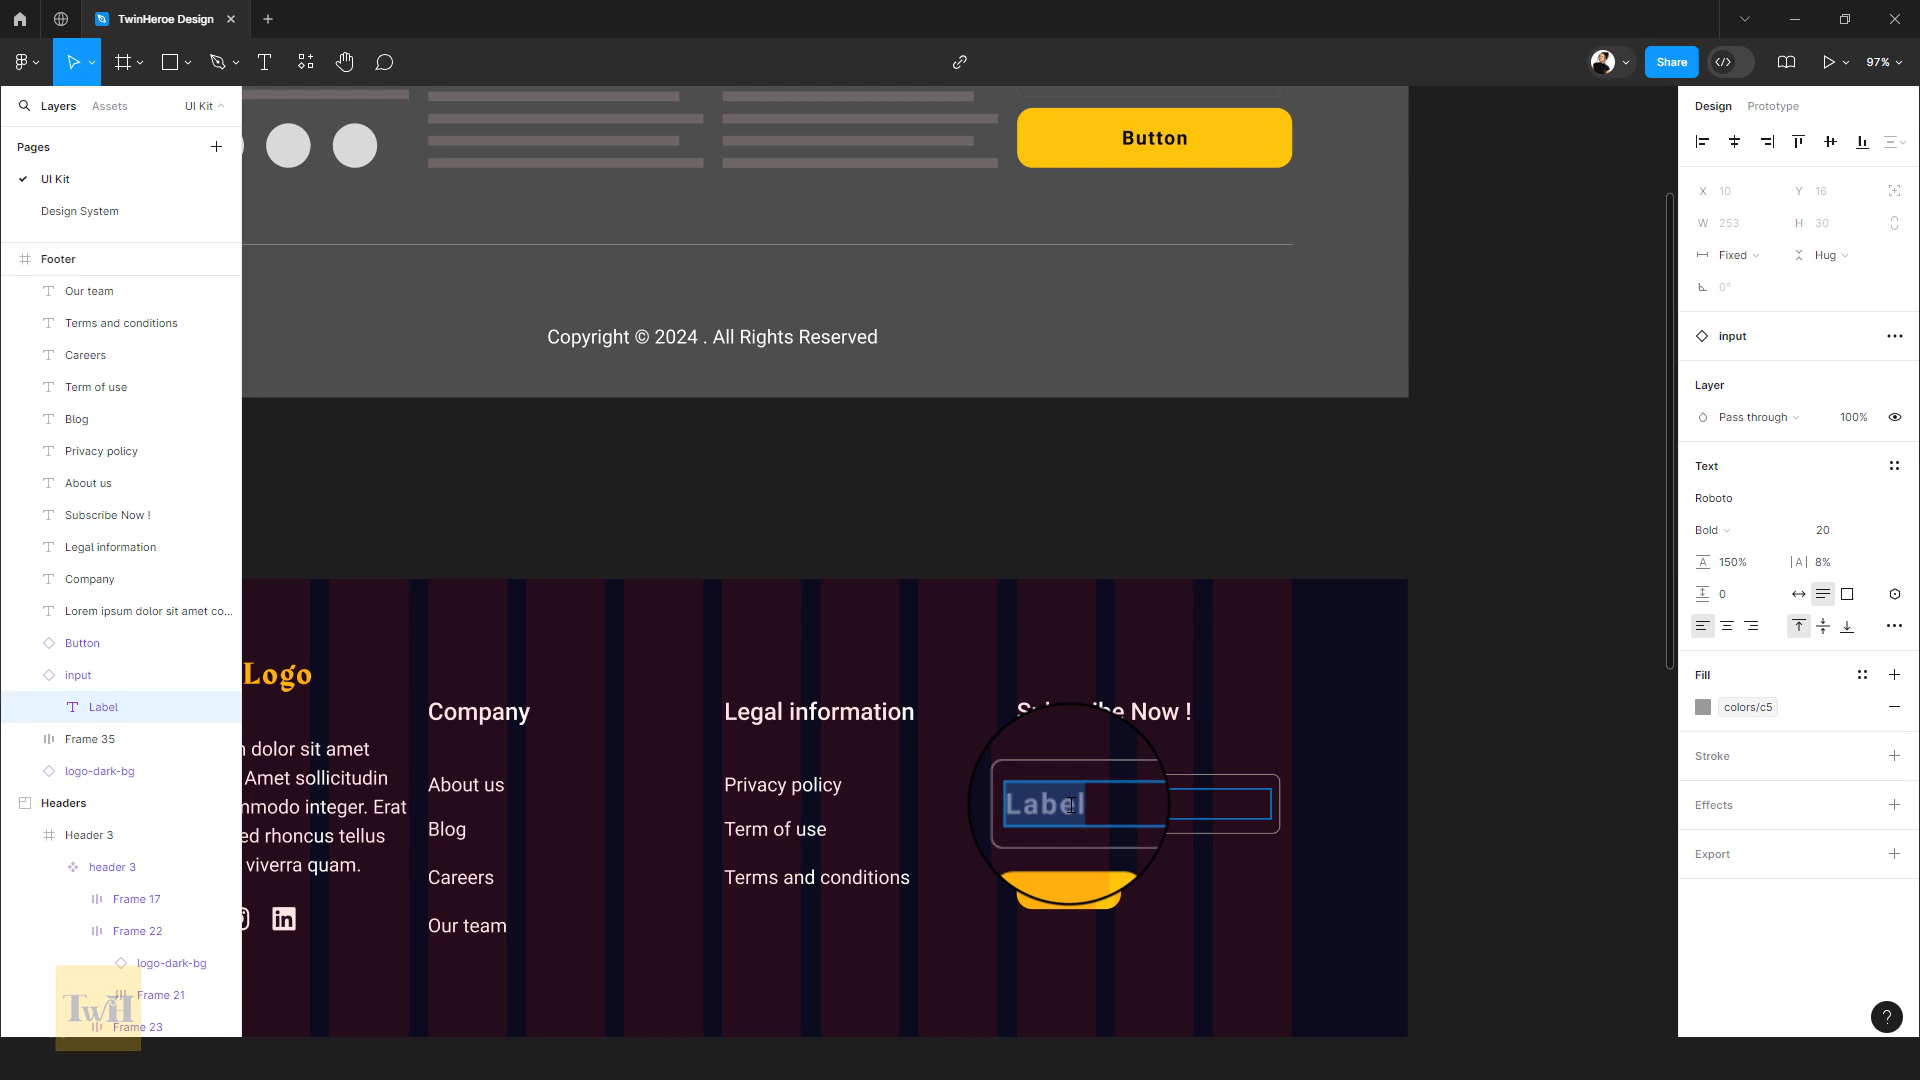 TwinHeroe Design
Share
97%
Layers
Assets
UI Kit
Design
Prototype
Pages
UI Kit
Design System
Footer
Our team
Terms and conditions
Careers
Term of use
Blog
Privacy policy
About us
Subscribe Now !
Legal information
Company
Lorem ipsum dolor sit amet co...
Button
input
Label
Frame 35
logo-dark-bg
Headers
Header 3
header 3
Frame 17
Frame 22
logo-dark-bg
Frame 21
Frame 23
TwH
Button
Copyright © 2024 . All Rights Reserved
Logo
dolor sit amet
Amet sollicitudin
mmodo integer. Erat
ed rhoncus tellus
viverra quam.
in
Company
About us
Blog
Careers
Our team
Legal information
Privacy policy
Term of use
Terms and conditions
Subscribe Now !
Label
X 10
Y 16
W 253
H 30
Fixed
Hug
0°
input
Layer
Pass through
100%
Text
Roboto
Bold
20
A 150%
|A| 8%
0
Fill
colors/c5
Stroke
Effects
Export
?